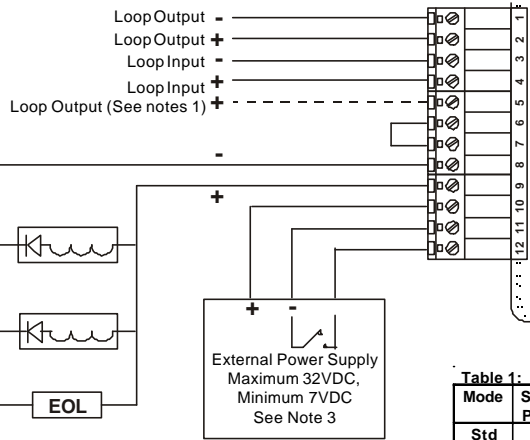 Loop Output -
Loop Output +
Loop Input -
Loop Input +
Loop Output (See notes 1) +
-
+
1
2
3
4
5
6
7
8
9
10
11
12
+ -
External Power Supply
Maximum 32VDC,
Minimum 7VDC
See Note 3
EOL
Table 1:
Mode S
P
Std